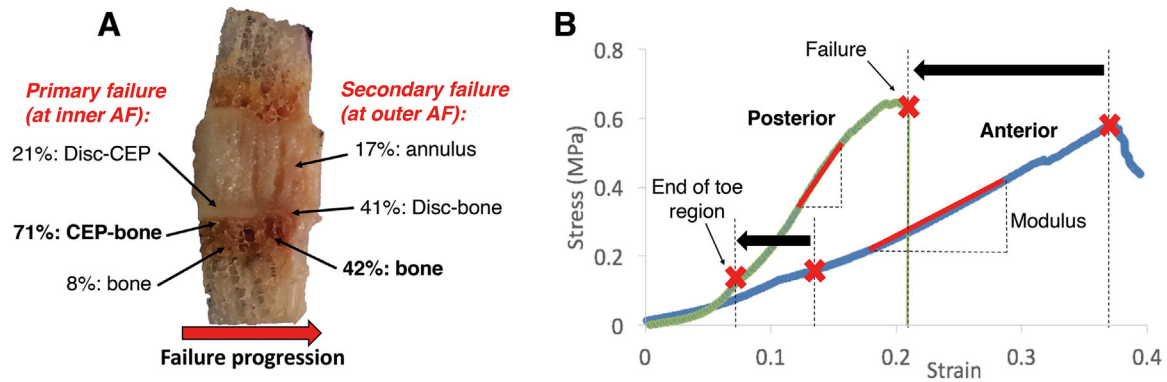 A
Primary failure
(at inner AF):
21%: Disc-CEP
71%: CEP-bone
8%: bone
Secondary failure
(at outer AF):
17%: annulus
41%: Disc-bone
42%: bone
Failure progression
B
Stress (MPa)
0.8
0.6
0.4
0.2
0
Failure
Posterior
Anterior
End of toe
region
Modulus
0
0.1
0.2
0.3
0.4
Strain